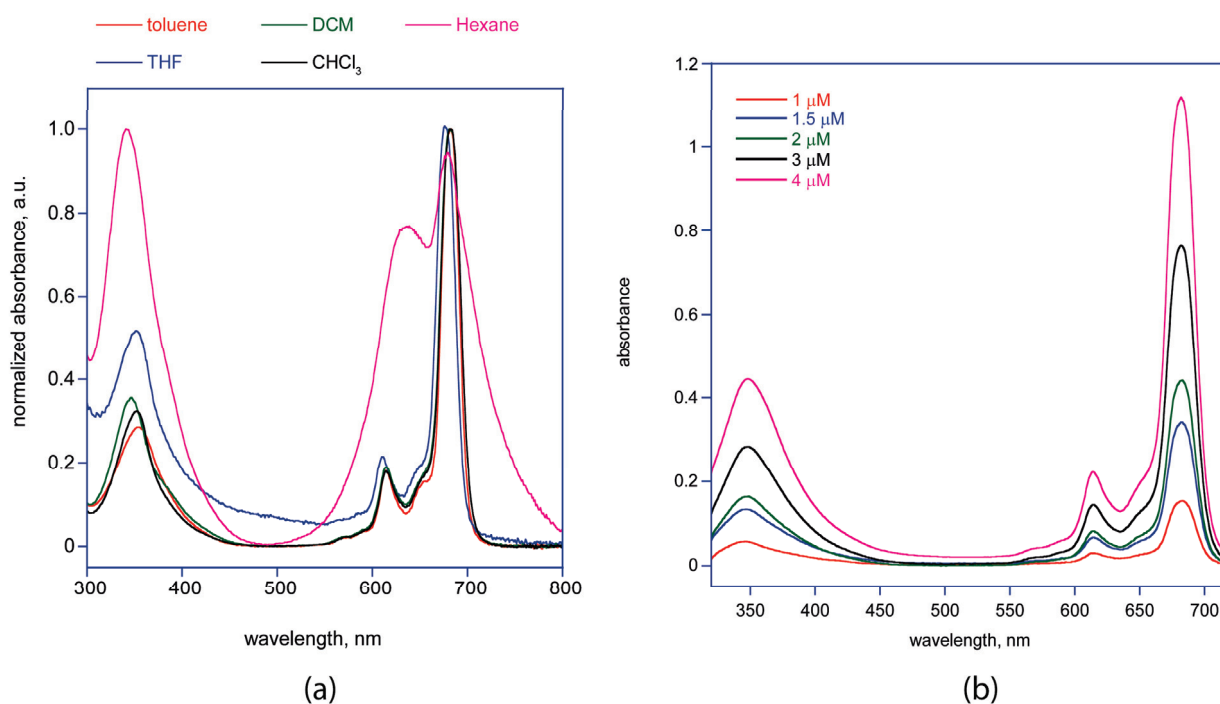 toluene DCM Hexane
THF CHCl₃
1.0
0.8
0.6
0.4
0.2
0
normalized absorbance, a.u.
300 400 500 600 700 800
wavelength, nm
(a)
1.2
1
0.8
0.6
0.4
0.2
0
absorbance
1 μM
1.5 μM
2 μM
3 μM
4 μM
350 400 450 500 550 600 650 700
wavelength, nm
(b)